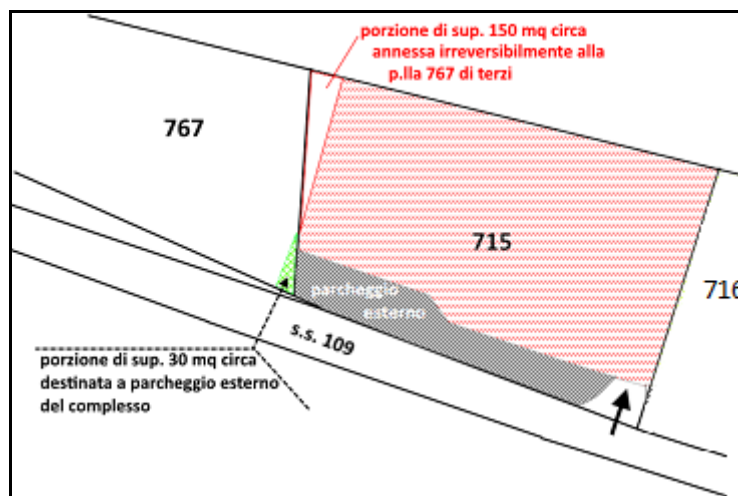 porzione di sup. 150 mq circa
annessa irreversibilmente alla
p.lla 767 di terzi
767
715
716
parcheggio
esterno
s.s. 109
porzione di sup. 30 mq circa
destinata a parcheggio esterno
del complesso